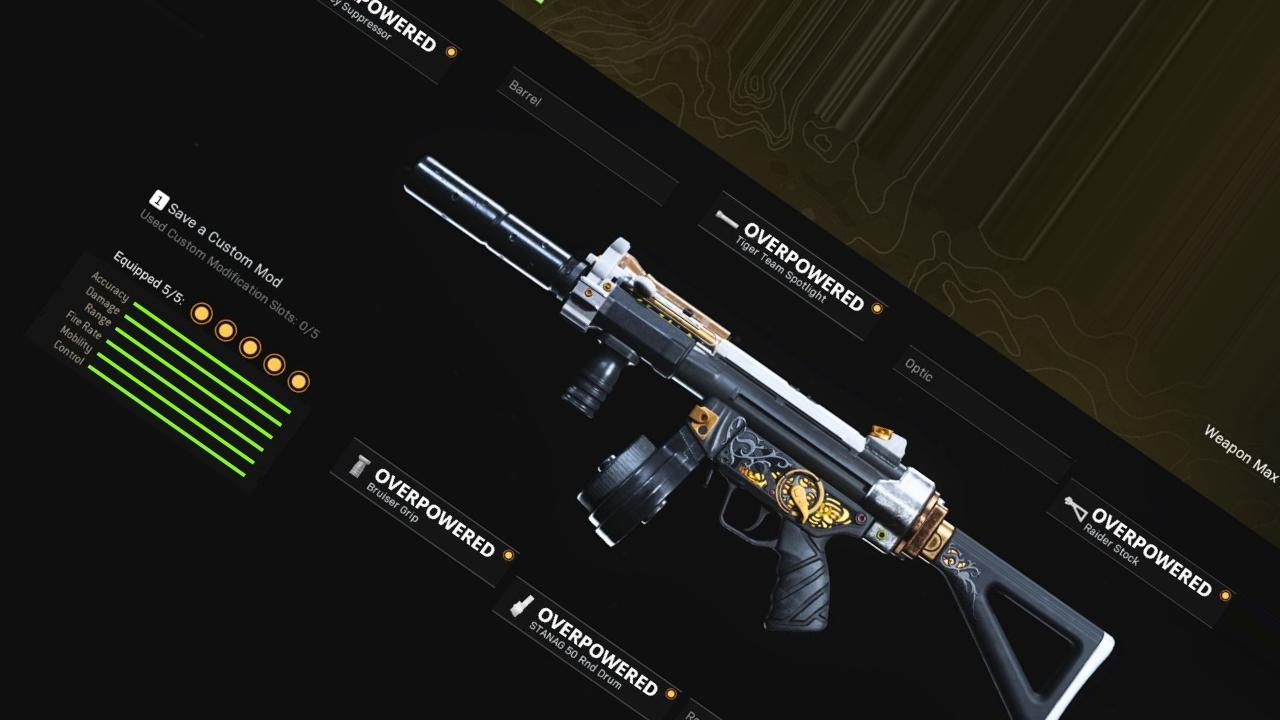 OVERPOWERED
Suppressor
Barrel
OVERPOWERED
Tiger Team Spotlight
Optic
OVERPOWERED
Raider Stock
Weapon Max
1 Save a Custom Mod
Used Custom Modification Slots: 0/5
Equipped 5/5:
Accuracy
Damage
Range
Fire Rate
Mobility
Control
OVERPOWERED
Bruiser Grip
OVERPOWERED
STANAG 50 Rnd Drum